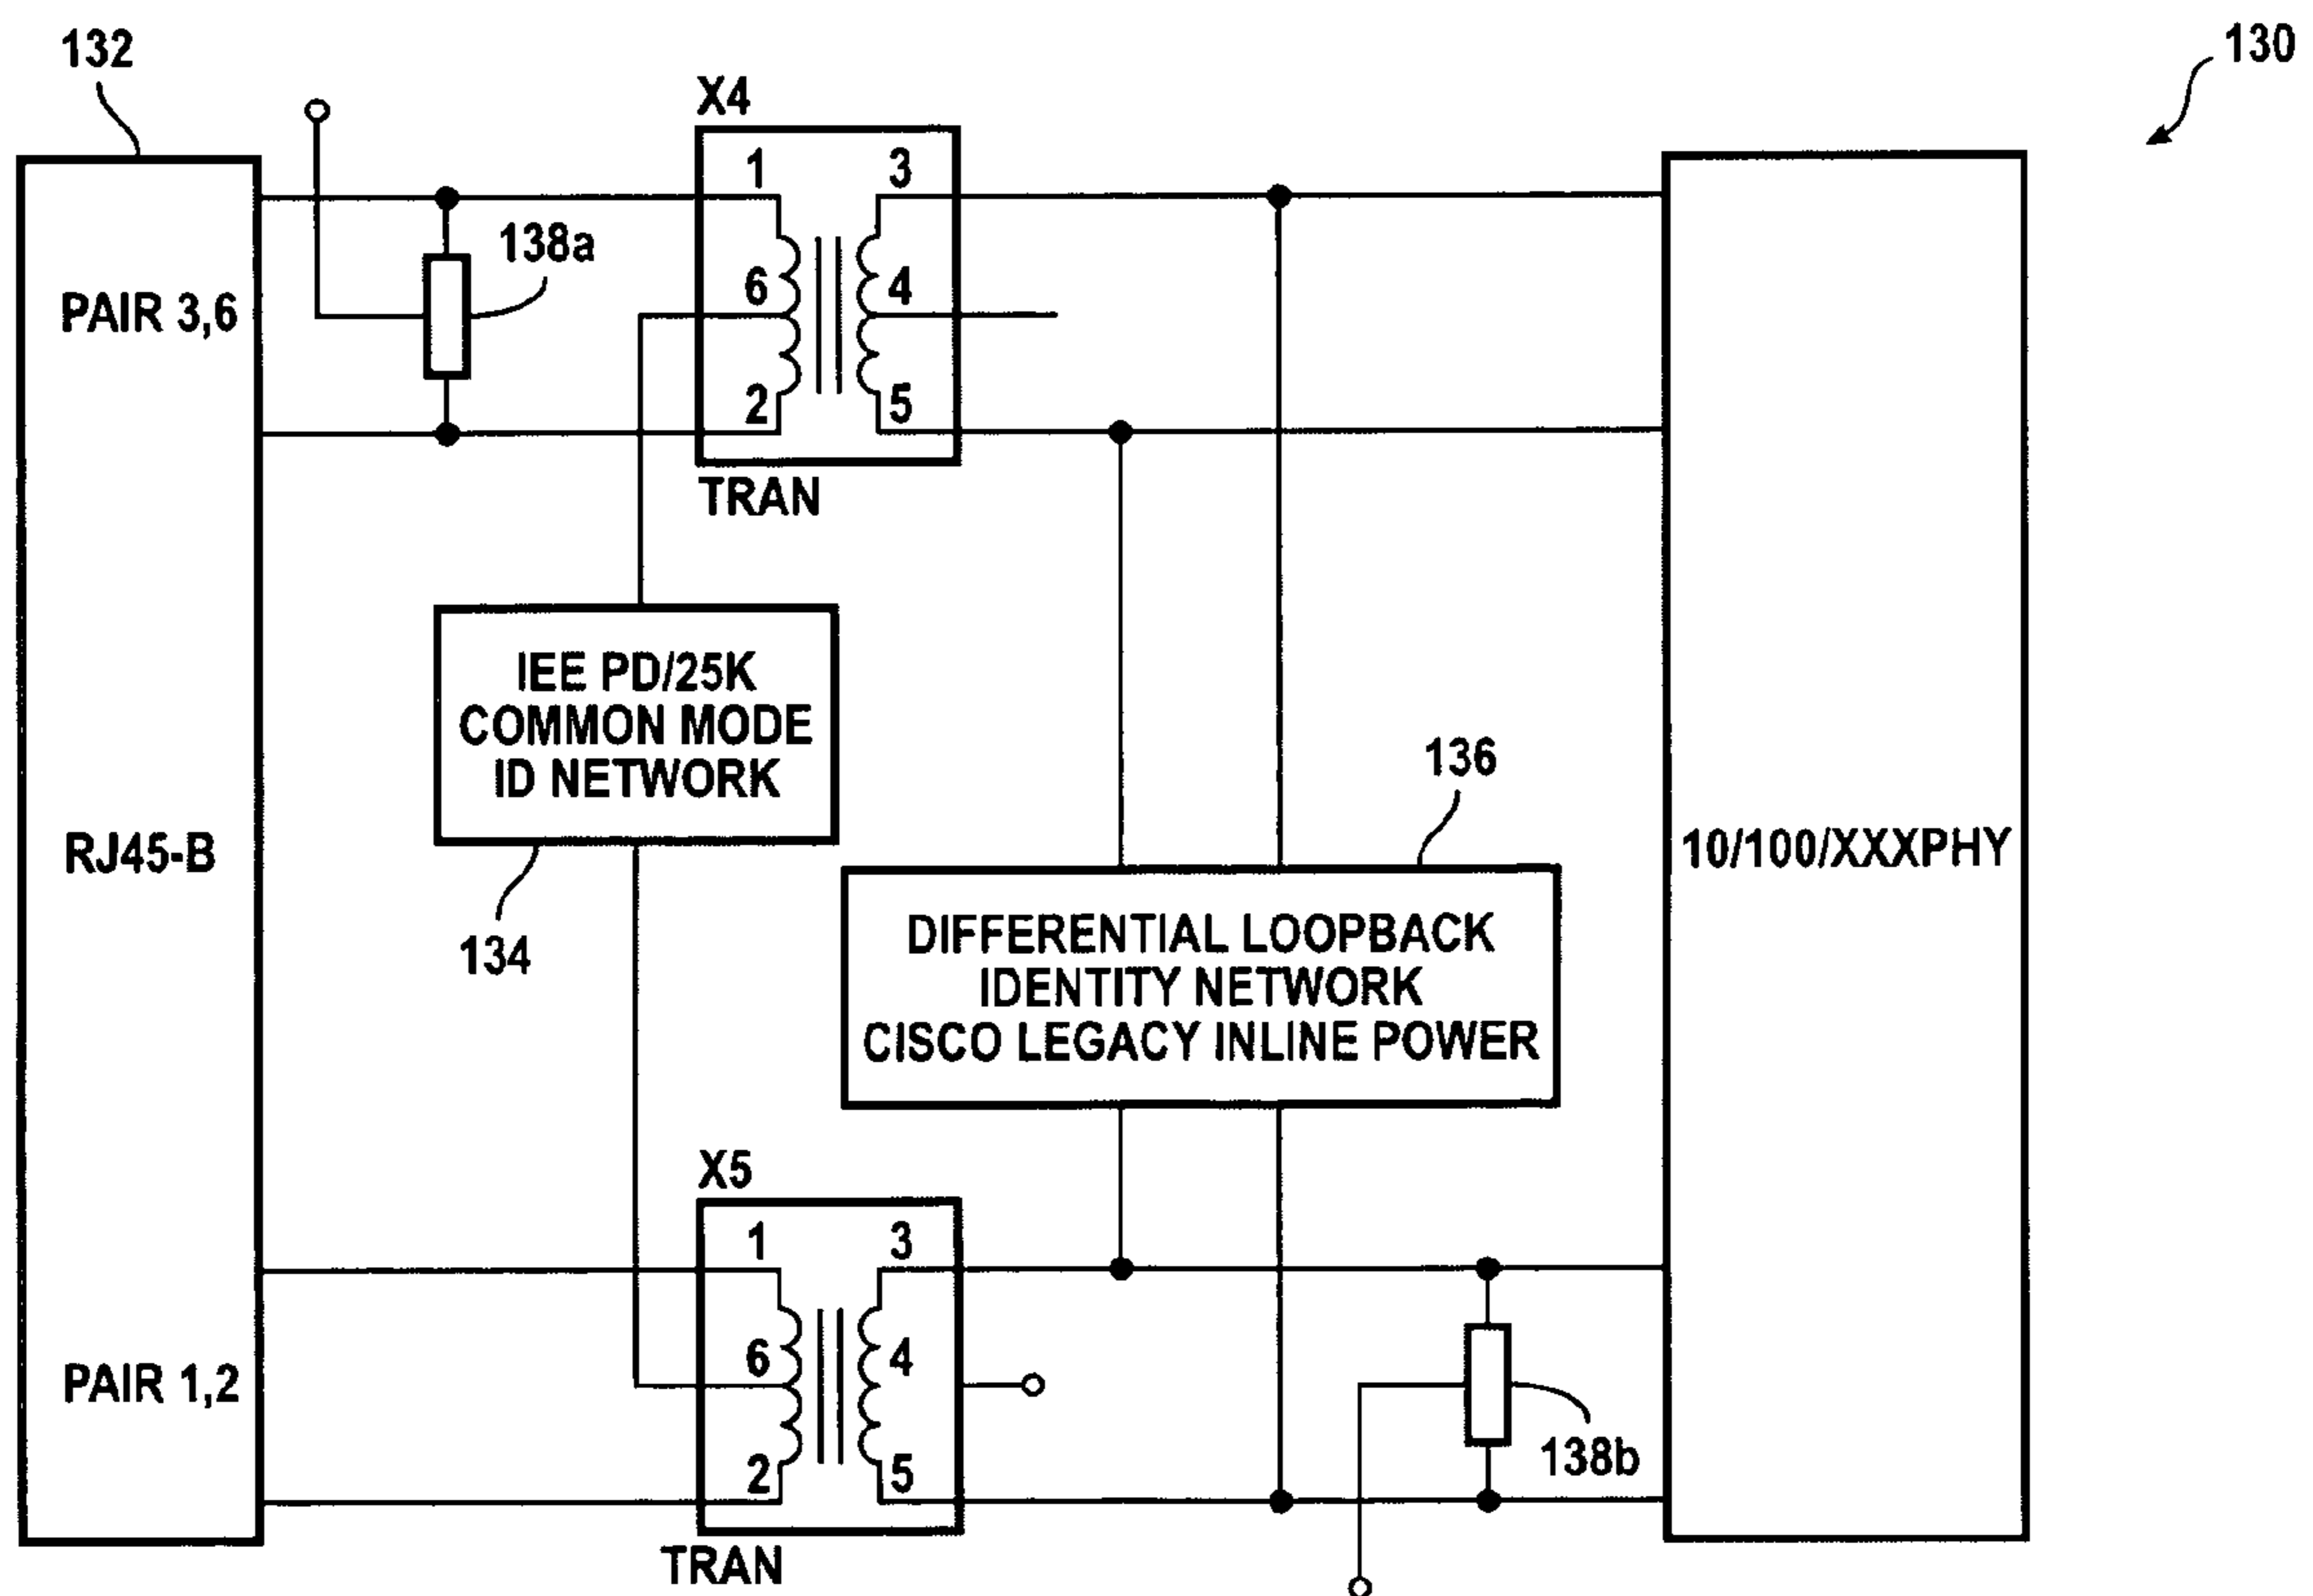 132
130
X4
1
3
138a
6
4
PAIR 3,6
2
5
TRAN
IEE PD/25K
COMMON MODE
ID NETWORK
136
RJ45-B
10/100/XXXPHY
134
DIFFERENTIAL LOOPBACK
IDENTITY NETWORK
CISCO LEGACY INLINE POWER
X5
1
3
6
4
PAIR 1,2
2
5
138b
TRAN